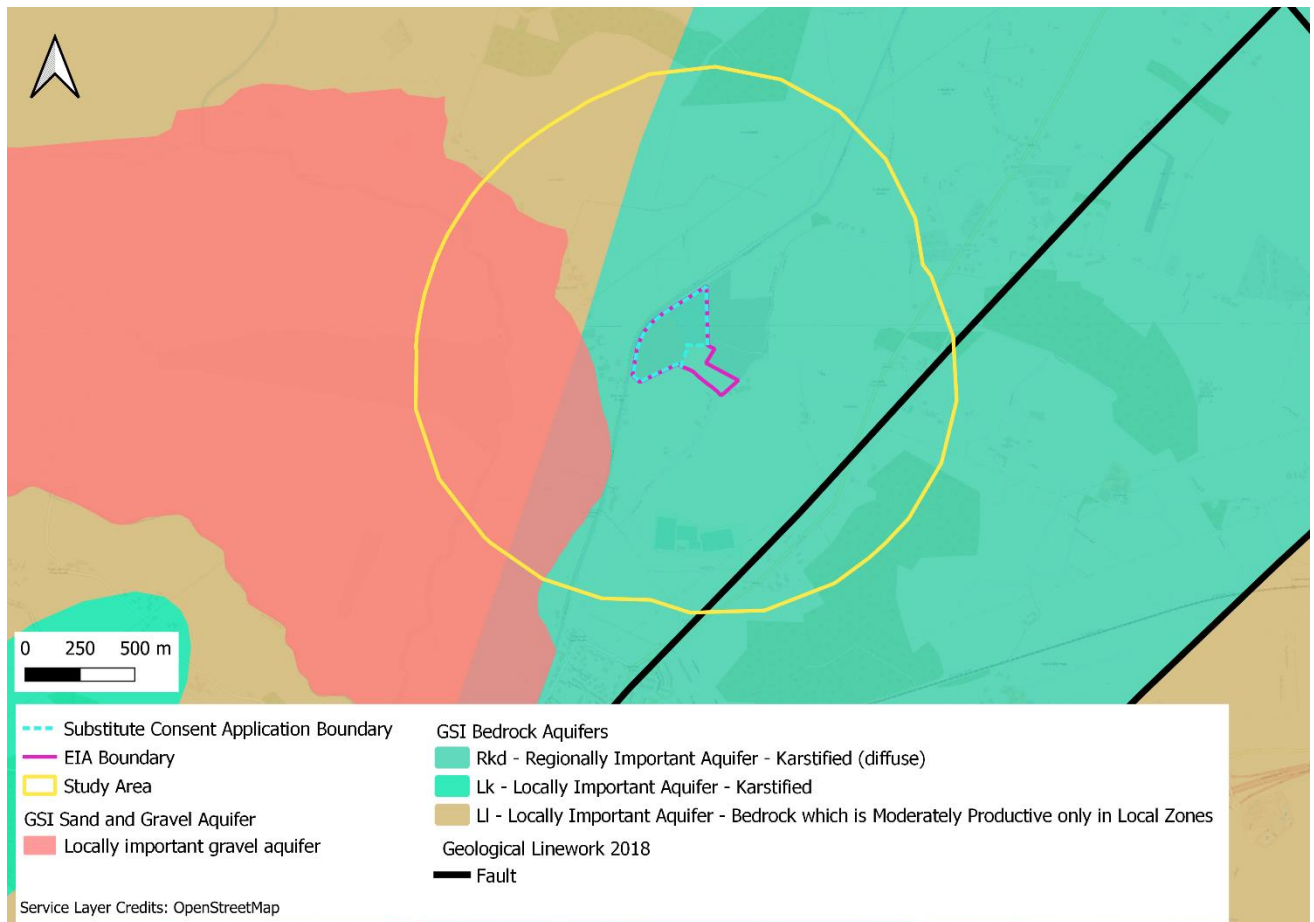 0 250 500 m
Substitute Consent Application Boundary
EIA Boundary
Study Area
GSI Sand and Gravel Aquifer
Locally important gravel aquifer
GSI Bedrock Aquifers
Rkd - Regionally Important Aquifer - Karstified (diffuse)
Lk - Locally Important Aquifer - Karstified
Ll - Locally Important Aquifer - Bedrock which is Moderately Productive only in Local Zones
Geological Linework 2018
Fault
Service Layer Credits: OpenStreetMap